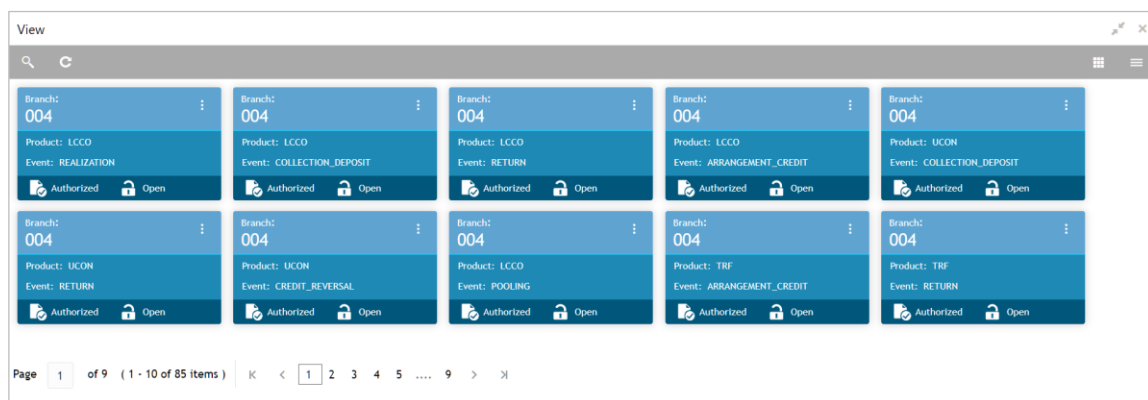 View
Branch:
004
Product: LCCO
Event: REALIZATION
Authorized Open
Branch:
004
Product: LCCO
Event: COLLECTION_DEPOSIT
Authorized Open
Branch:
004
Product: LCCO
Event: RETURN
Authorized Open
Branch:
004
Product: LCCO
Event: ARRANGEMENT_CREDIT
Authorized Open
Branch:
004
Product: UCON
Event: COLLECTION_DEPOSIT
Authorized Open
Branch:
004
Product: UCON
Event: RETURN
Authorized Open
Branch:
004
Product: UCON
Event: CREDIT_REVERSAL
Authorized Open
Branch:
004
Product: LCCO
Event: POOLING
Authorized Open
Branch:
004
Product: TRF
Event: ARRANGEMENT_CREDIT
Authorized Open
Branch:
004
Product: TRF
Event: RETURN
Authorized Open
Page 1 of 9 ( 1 - 10 of 85 items ) 1 2 3 4 5 .... 9